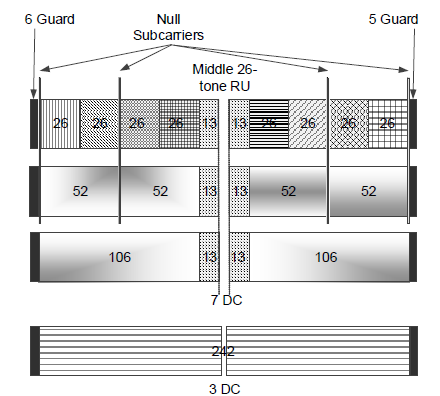 6 Guard
Null
Subcarriers
5 Guard
Middle 26-
tone RU
26 26 26 26 13 13 26 26 26 26
52 52 13 13 52 52
106 13 13 106
7 DC
242
3 DC